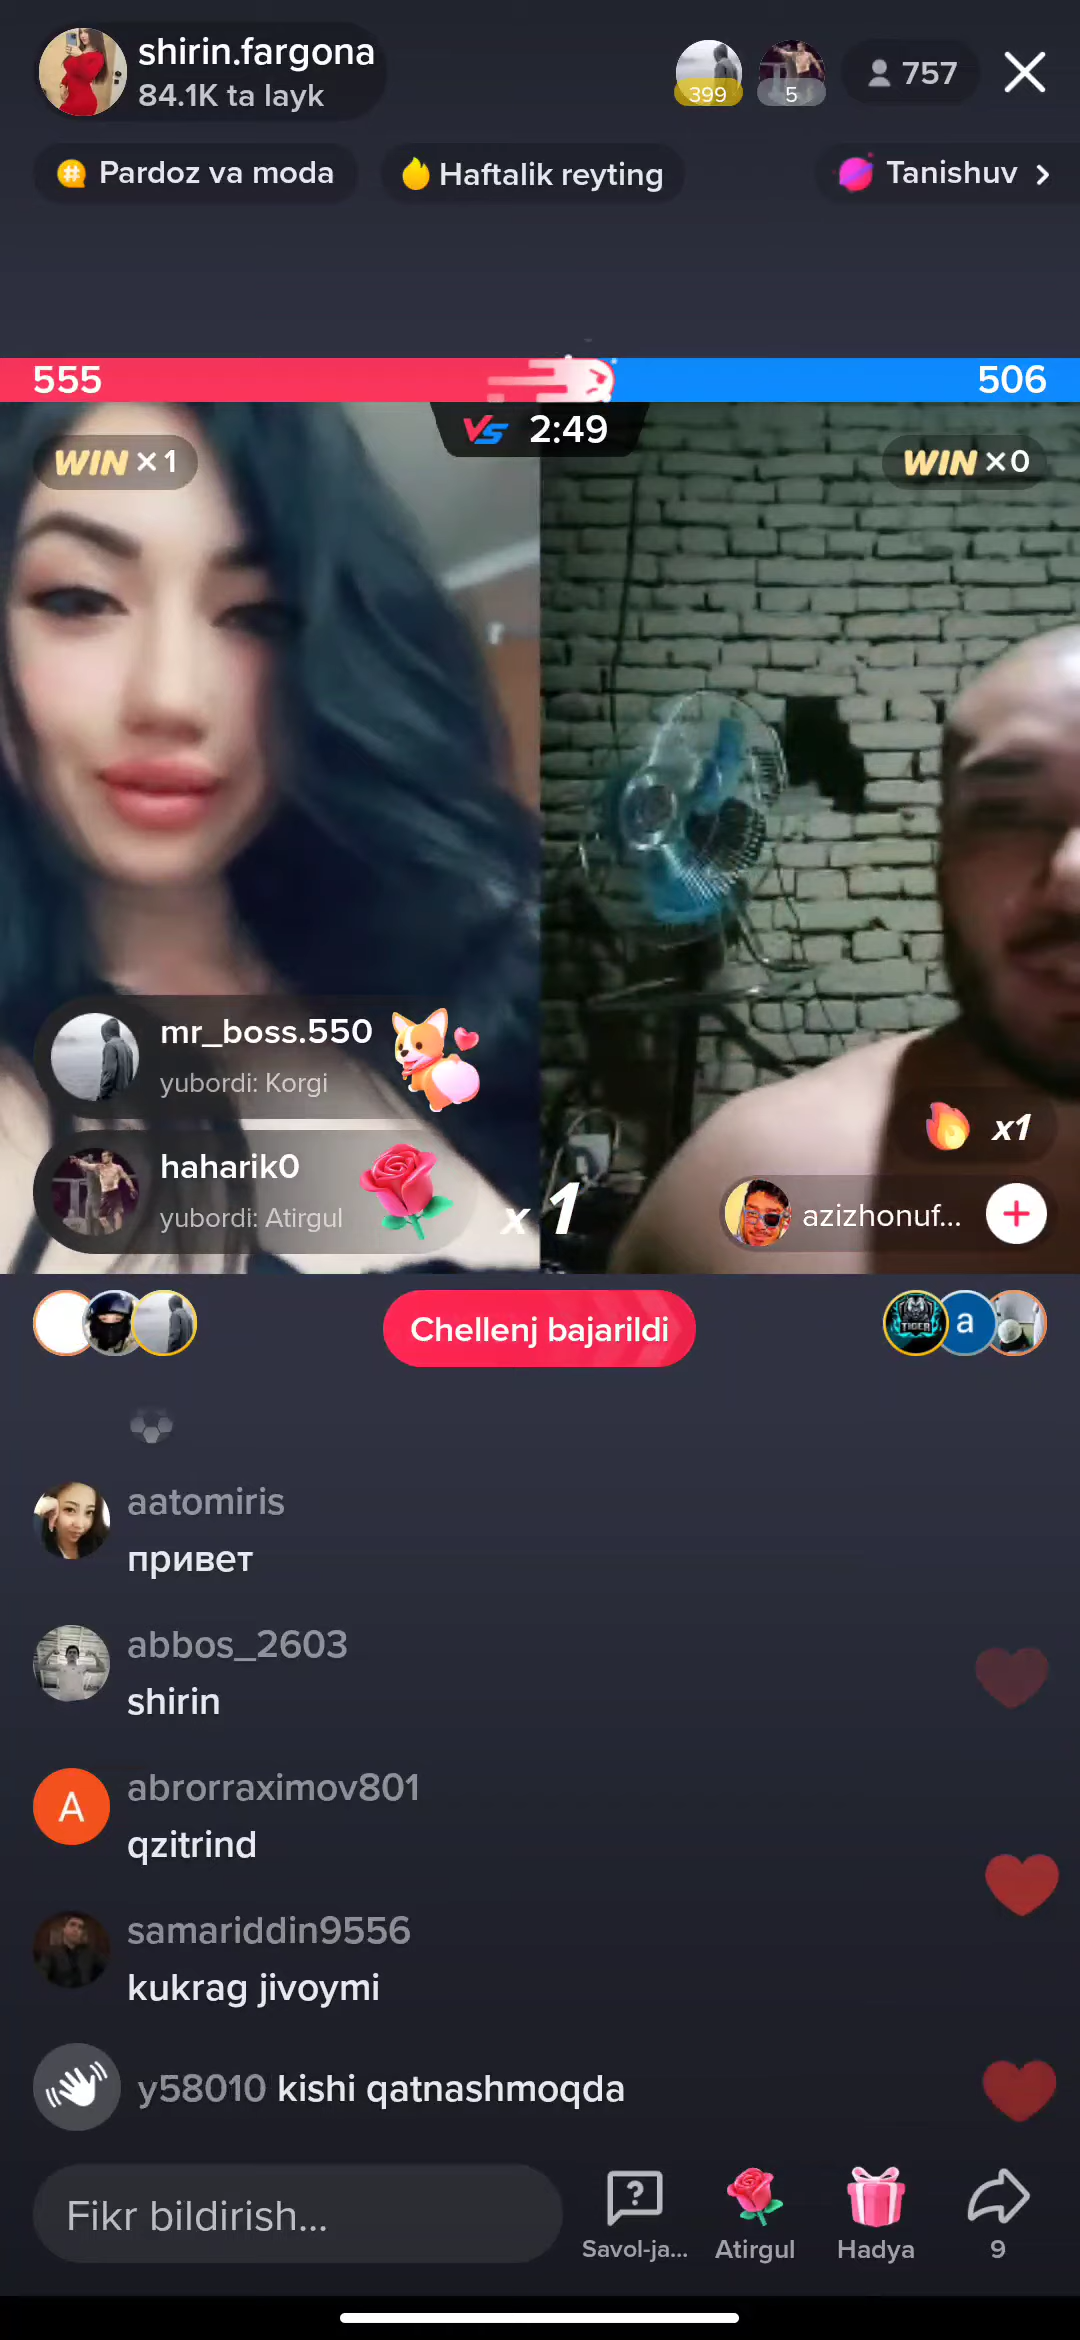 shirin.fargona
84.1K ta layk
399
5
757
Pardoz va moda
Haftalik reyting
Tanishuv
555
506
VS 2:49
WIN ×1
WIN ×0
mr_boss.550
yubordi: Korgi
haharik0
yubordi: Atirgul
x 1
x1
azizhonuf...
Chellenj bajarildi
TIGER
a
aatomiris
привет
abbos_2603
shirin
A
abrorraximov801
qzitrind
samariddin9556
kukrag jivoymi
y58010 kishi qatnashmoqda
Fikr bildirish...
Savol-ja...
Atirgul
Hadya
9